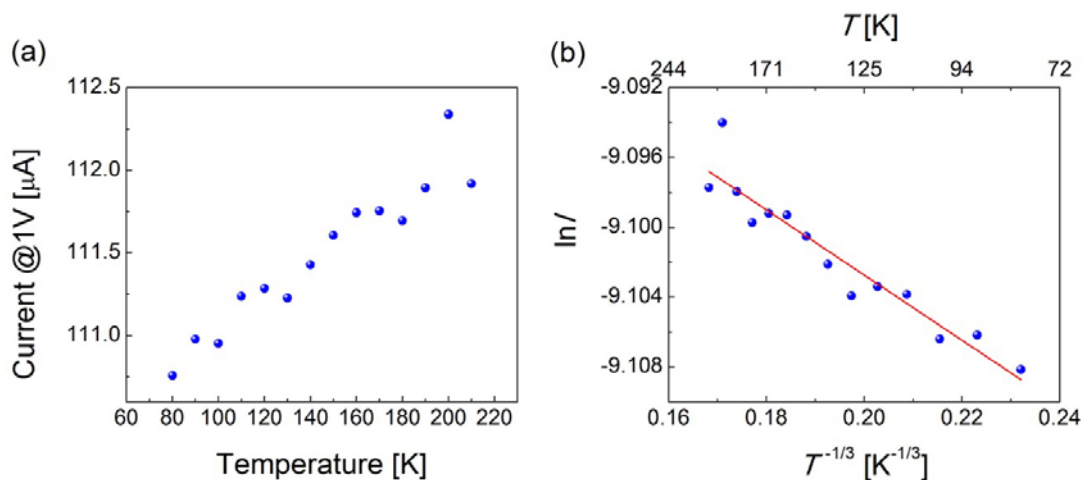 (a)
Current @1V [μA]
112.5
112.0
111.5
111.0
60 80 100 120 140 160 180 200 220
Temperature [K]
(b)
T [K]
244 171 125 94 72
lnI
-9.092
-9.096
-9.100
-9.104
-9.108
0.16 0.18 0.20 0.22 0.24
T-1/3 [K-1/3]